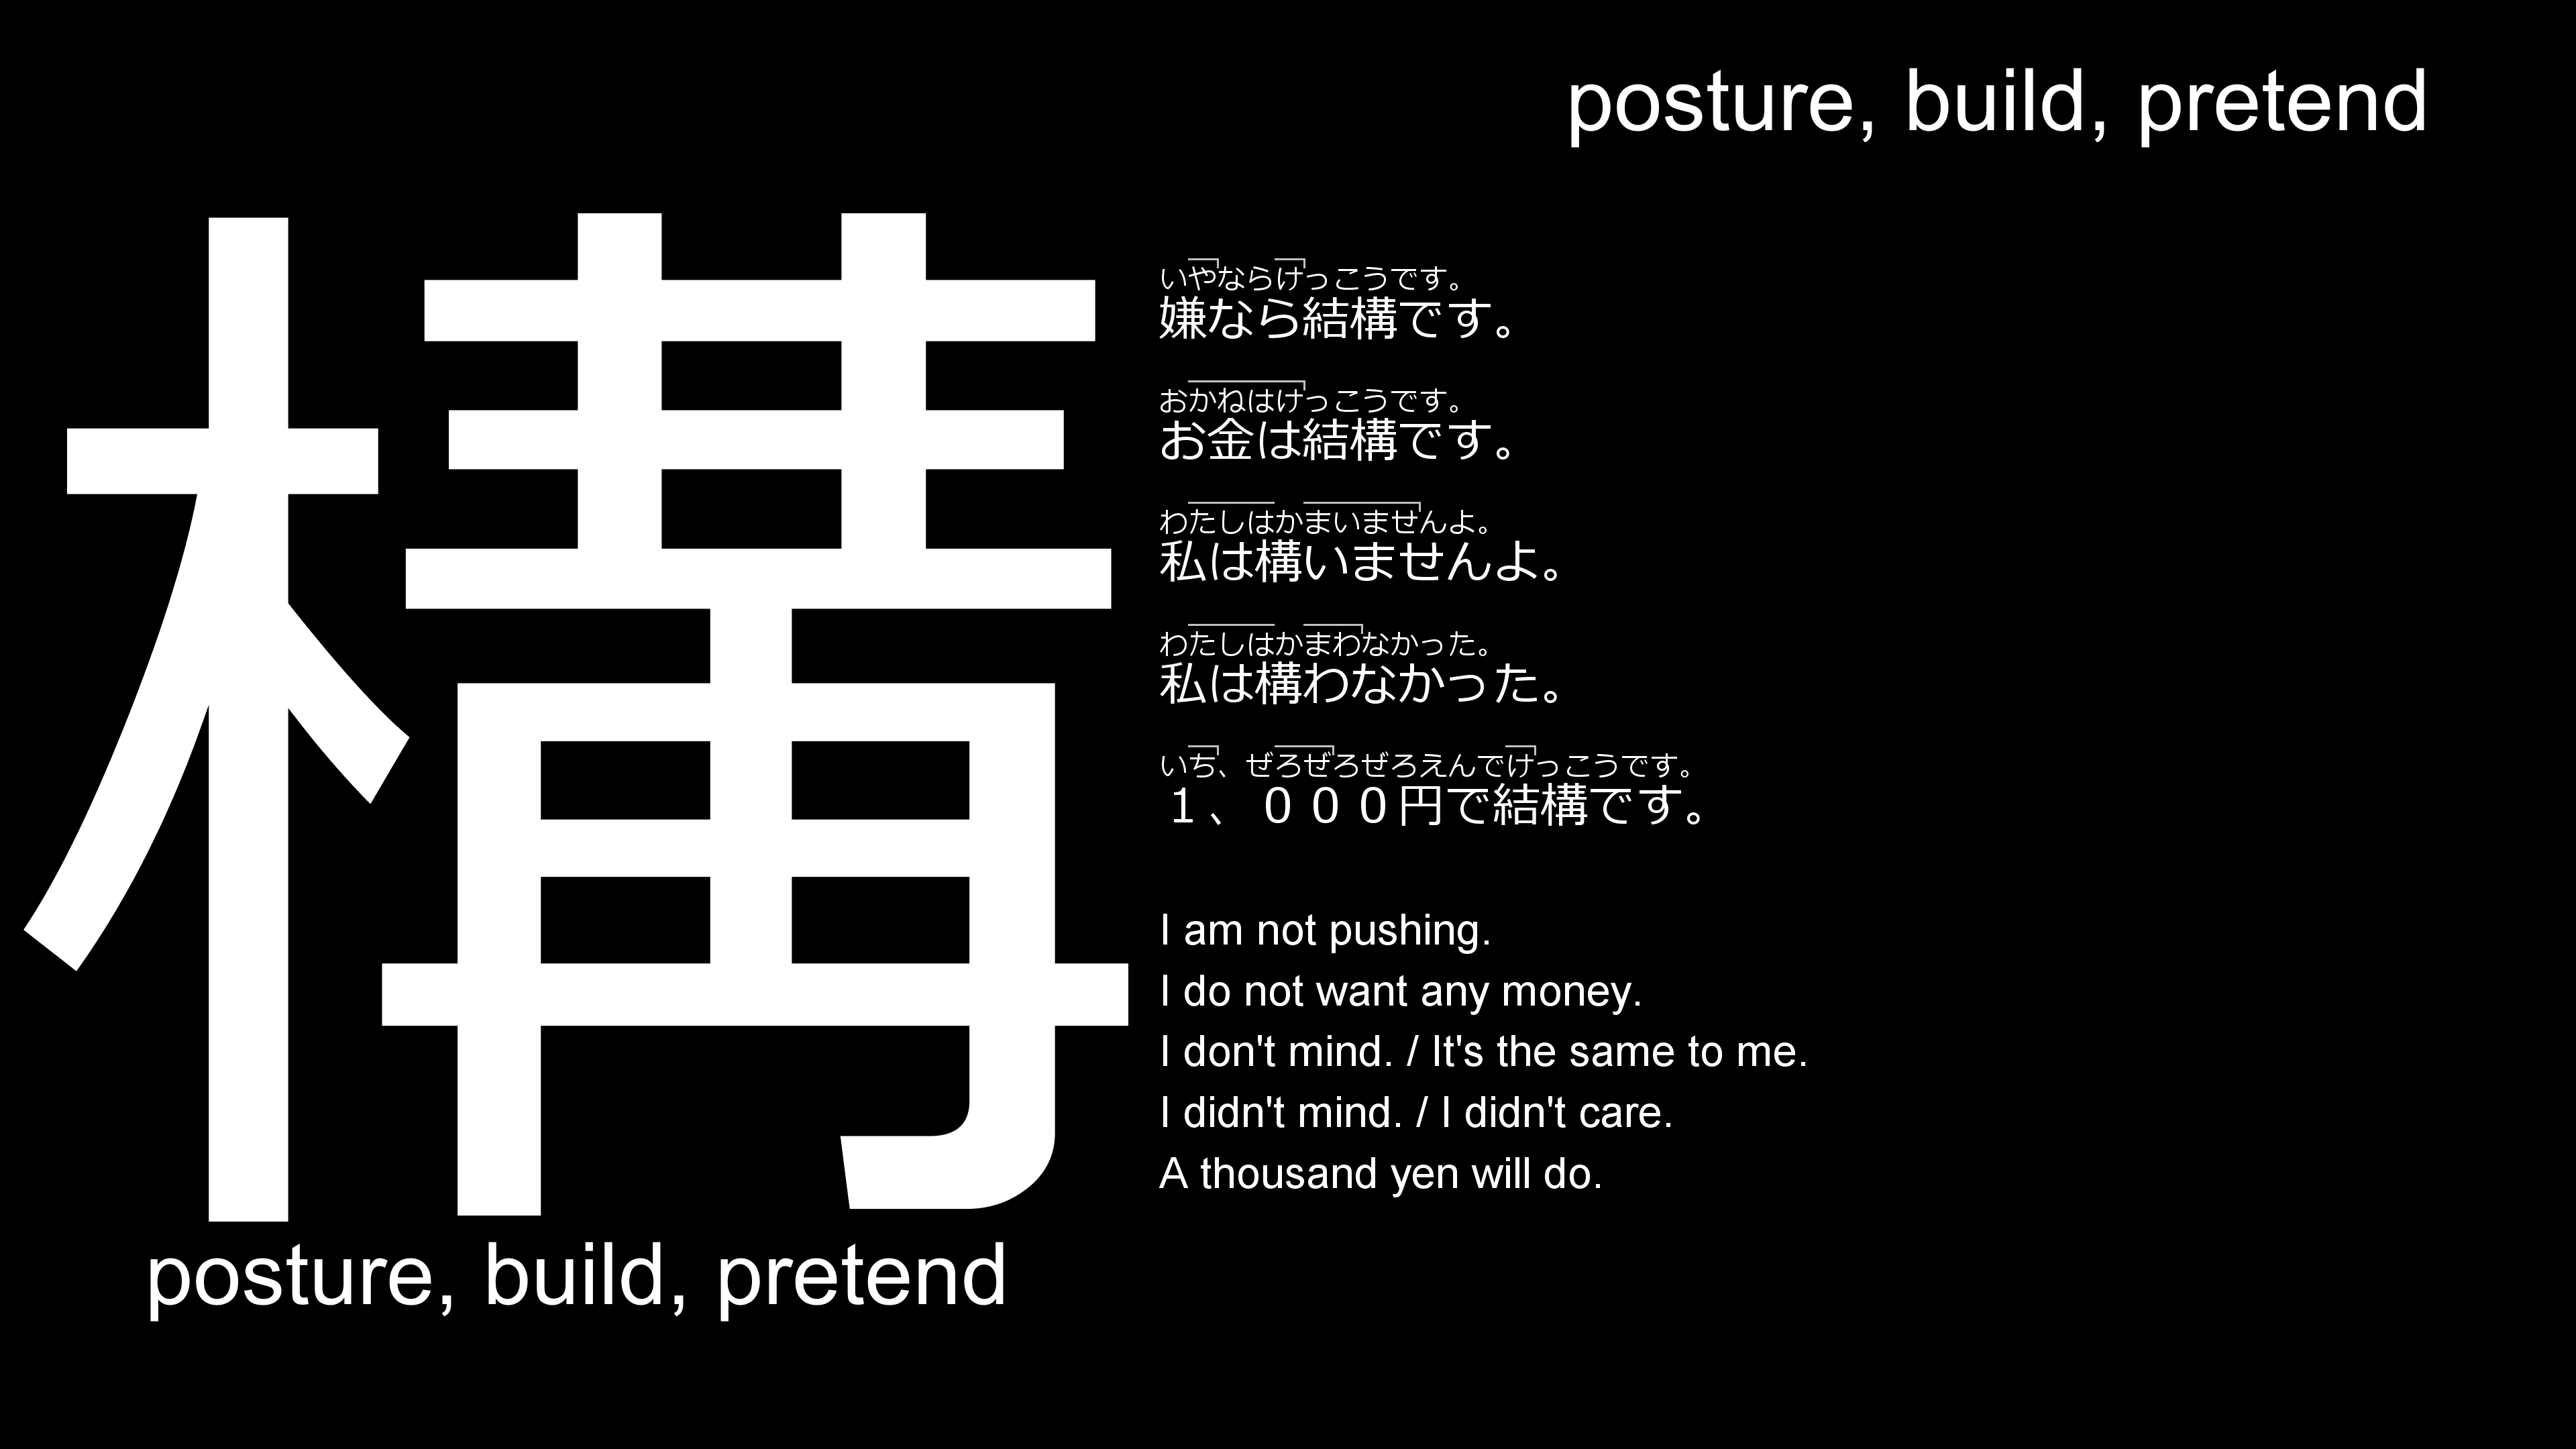 posture, build, pretend
構
いやならけっこうです。
嫌なら結構です。
おかねはけっこうです。
お金は結構です。
わたしはかまいませんよ。
私は構いませんよ。
わたしはかまわなかった。
私は構わなかった。
いち、ぜろぜろぜろえんでけっこうです。
１、０００円で結構です。
I am not pushing.
I do not want any money.
I don't mind. / It's the same to me.
I didn't mind. / I didn't care.
A thousand yen will do.
posture, build, pretend